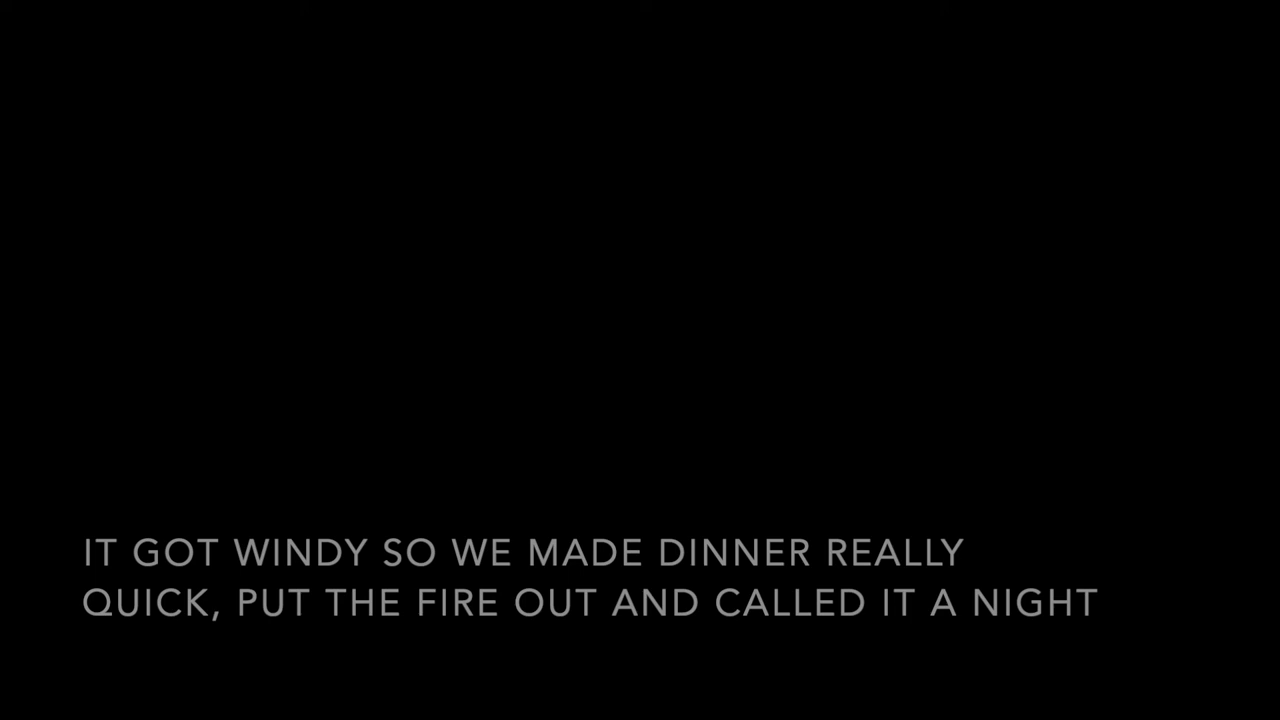 IT GOT WINDY SO WE MADE DINNER REALLY
QUICK, PUT THE FIRE OUT AND CALLED IT A NIGHT